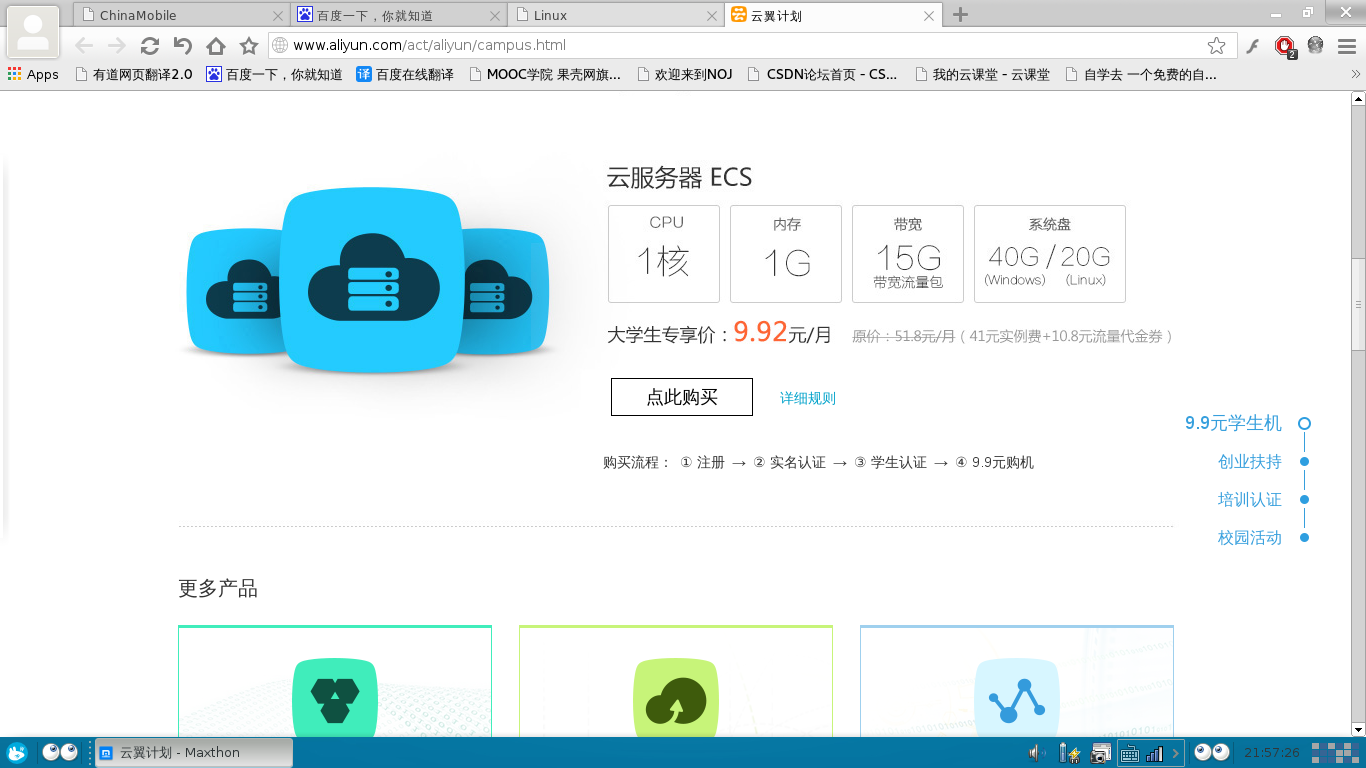 ChinaMobile
百度一下，你就知道
Linux
云翼计划
www.aliyun.com/act/aliyun/campus.html
2
Apps
有道网页翻译2.0
百度一下，你就知道
译
百度在线翻译
MOOC学院 果壳网旗...
欢迎来到NOJ
CSDN论坛首页 - CS...
我的云课堂 - 云课堂
自学去 一个免费的自...
云服务器 ECS
CPU
1核
内存
1G
带宽
15G
带宽流量包
系统盘
40G / 20G
(Windows) (Linux)
大学生专享价：9.92元/月 原价：51.8元/月（ 41元实例费+10.8元流量代金券 ）
点此购买 详细规则
购买流程： ① 注册 → ② 实名认证 → ③ 学生认证 → ④ 9.9元购机
9.9元学生机
创业扶持
培训认证
校园活动
更多产品
云翼计划 - Maxthon
21:57:26